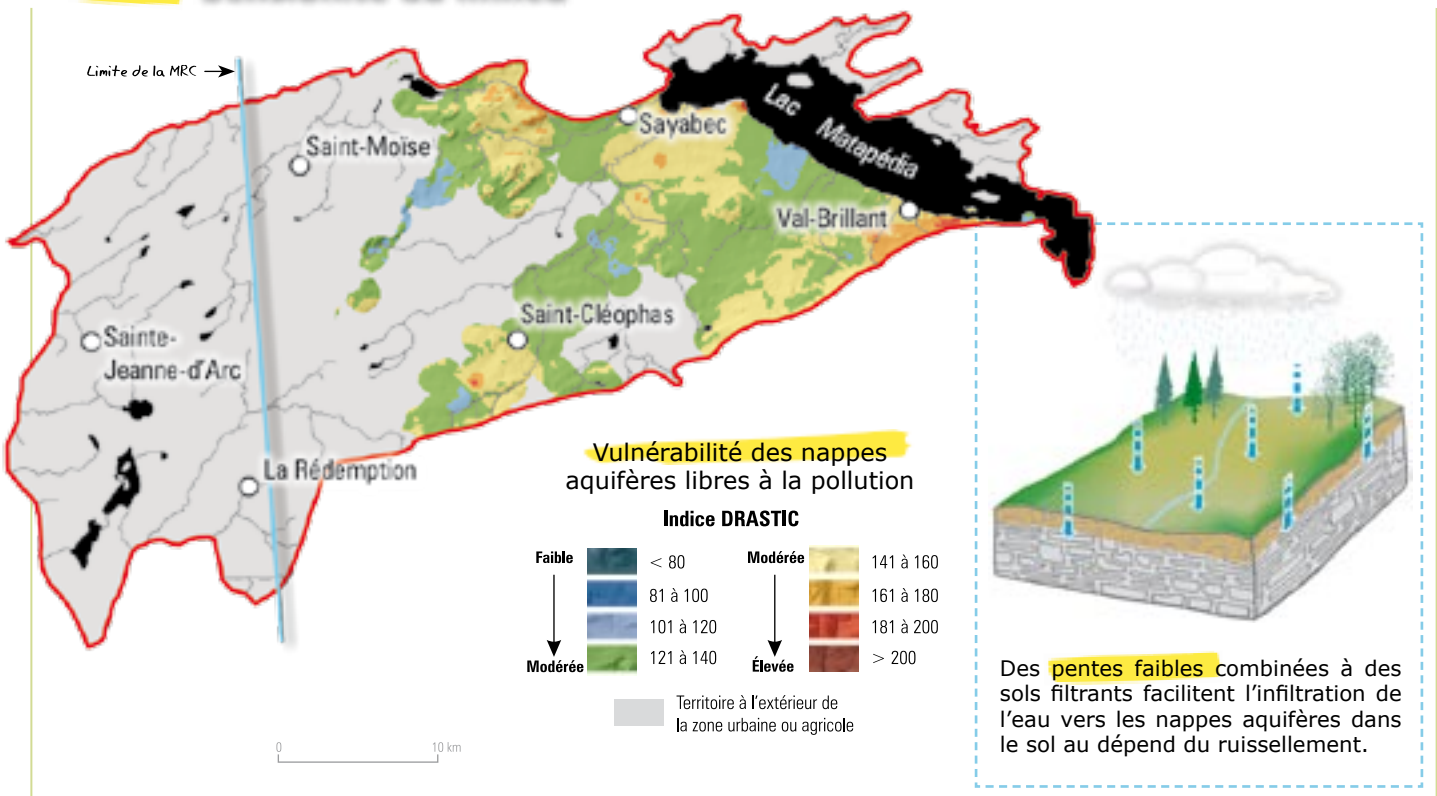 Limite de la MRC
Saint-Moïse
Sayabec
Lac Matapédia
Val-Brillant
Saint-Cléophas
Sainte-
Jeanne-d'Arc
La Rédemption
Vulnérabilité des nappes
aquifères libres à la pollution
Indice DRASTIC
Faible
< 80
81 à 100
101 à 120
Modérée
121 à 140
Modérée
141 à 160
161 à 180
181 à 200
Élevée
> 200
Territoire à l'extérieur de
la zone urbaine ou agricole
0 10 km
Des pentes faibles combinées à des
sols filtrants facilitent l'infiltration de
l'eau vers les nappes aquifères dans
le sol au dépend du ruissellement.